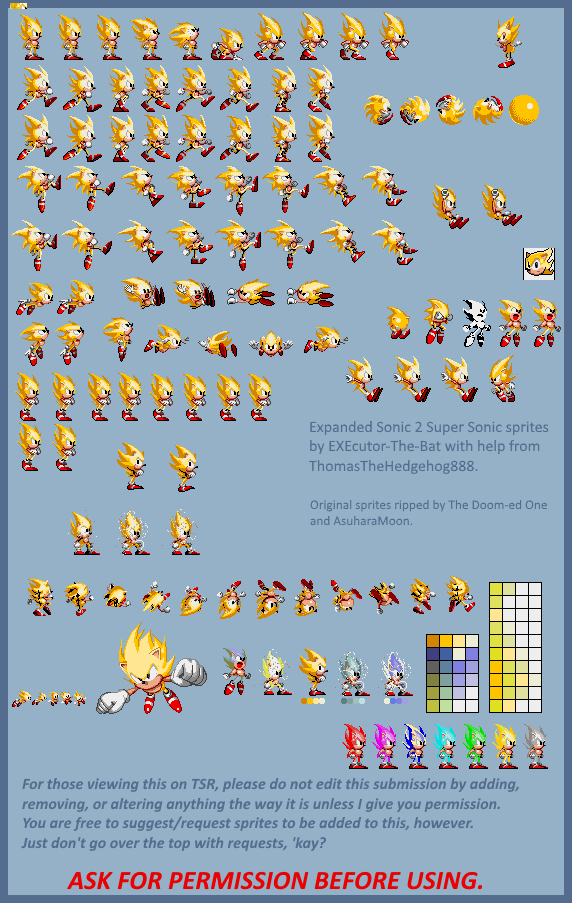 Expanded Sonic 2 Super Sonic sprites
by EXEcutor-The-Bat with help from
ThomasTheHedgehog888.
Original sprites ripped by The Doom-ed One
and AsuharaMoon.
For those viewing this on TSR, please do not edit this submission by adding,
removing, or altering anything the way it is unless I give you permission.
You are free to suggest/request sprites to be added to this, however.
Just don't go over the top with requests, 'kay?
ASK FOR PERMISSION BEFORE USING.